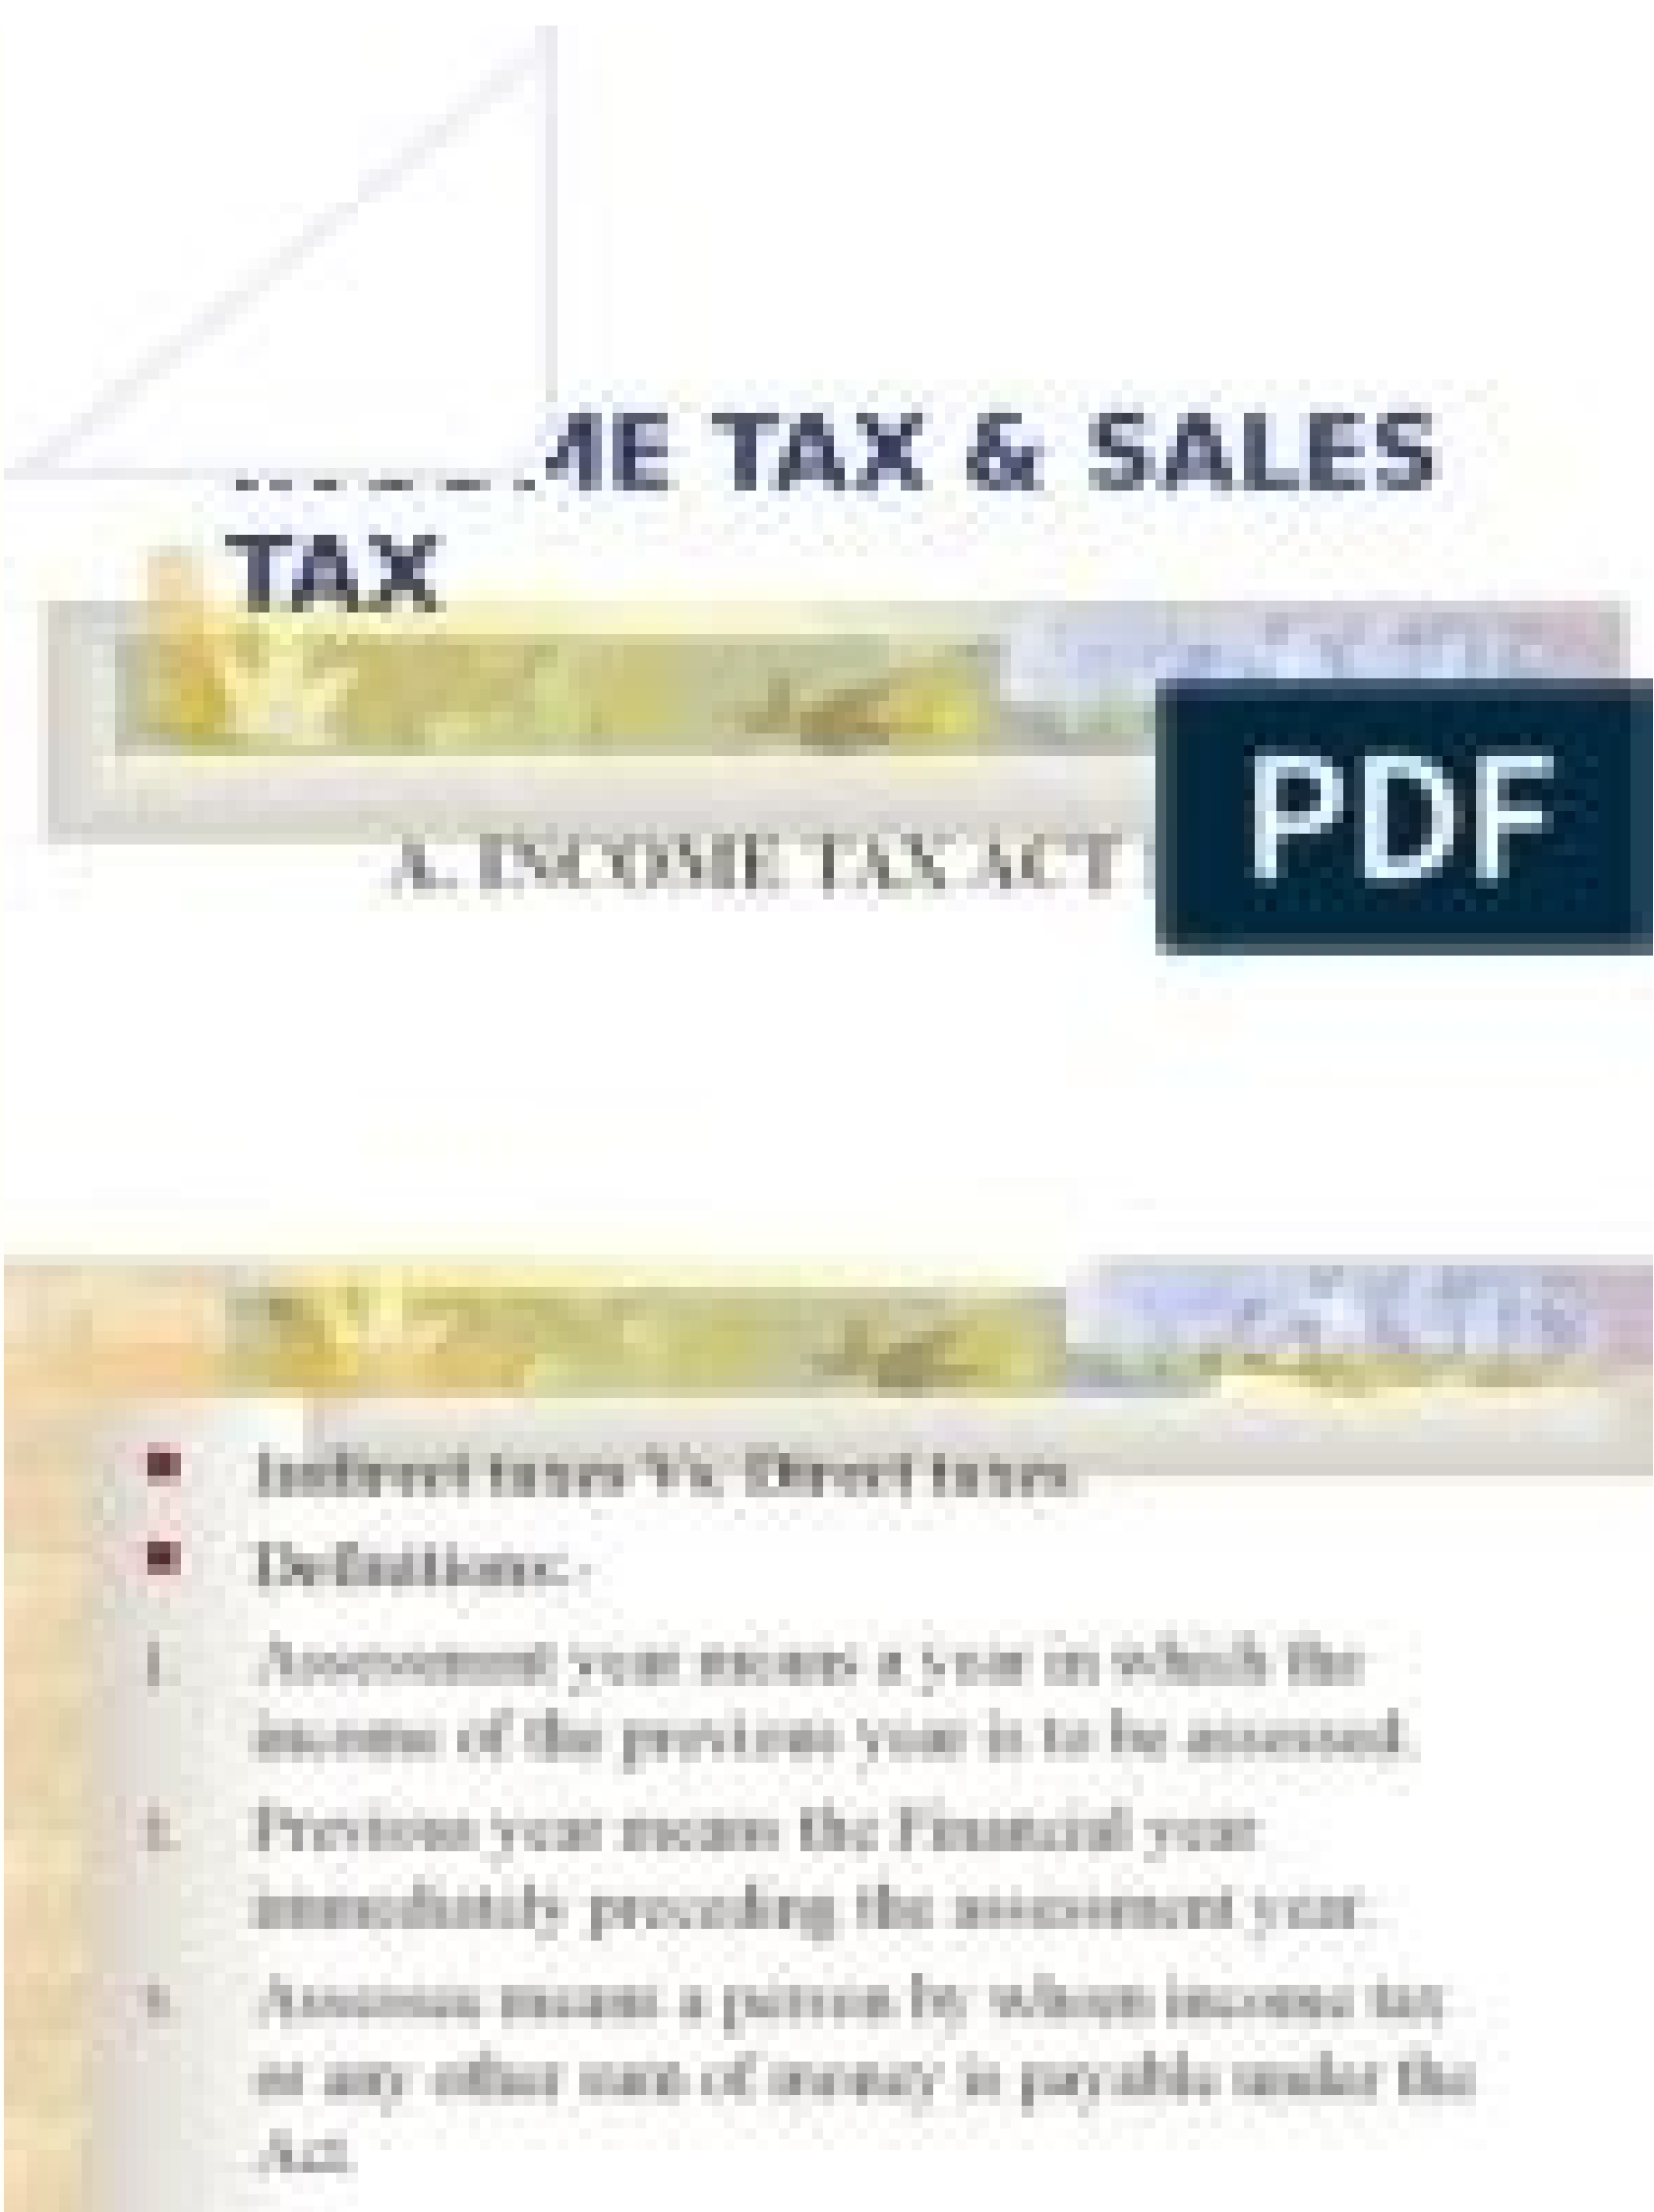 ME TAX & SALES
TAX
A. INCOME TAX ACT
PDF
Indirect taxes Vs. Direct taxes
Definitions:-
1. Assessment year means a year in which the
income of the previous year is to be assessed.
2. Previous year means the Financial year
immediately preceding the assessment year.
3. Assessee means a person by whom income tax
or any other sum of money is payable under the
Act.